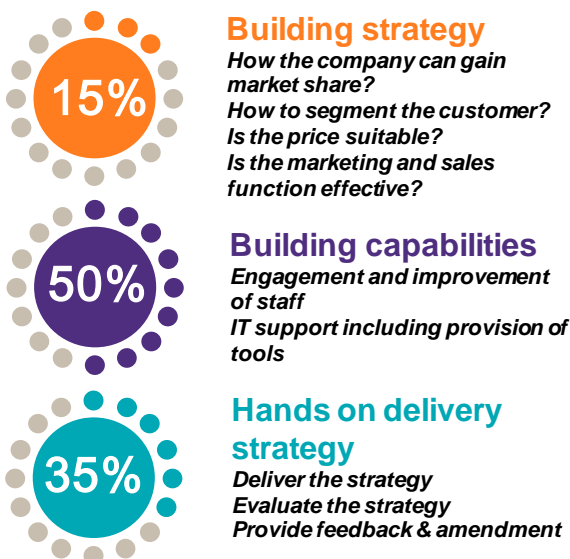 15%
Building strategy
How the company can gain
market share?
How to segment the customer?
Is the price suitable?
Is the marketing and sales
function effective?
50%
Building capabilities
Engagement and improvement
of staff
IT support including provision of
tools
35%
Hands on delivery
strategy
Deliver the strategy
Evaluate the strategy
Provide feedback & amendment